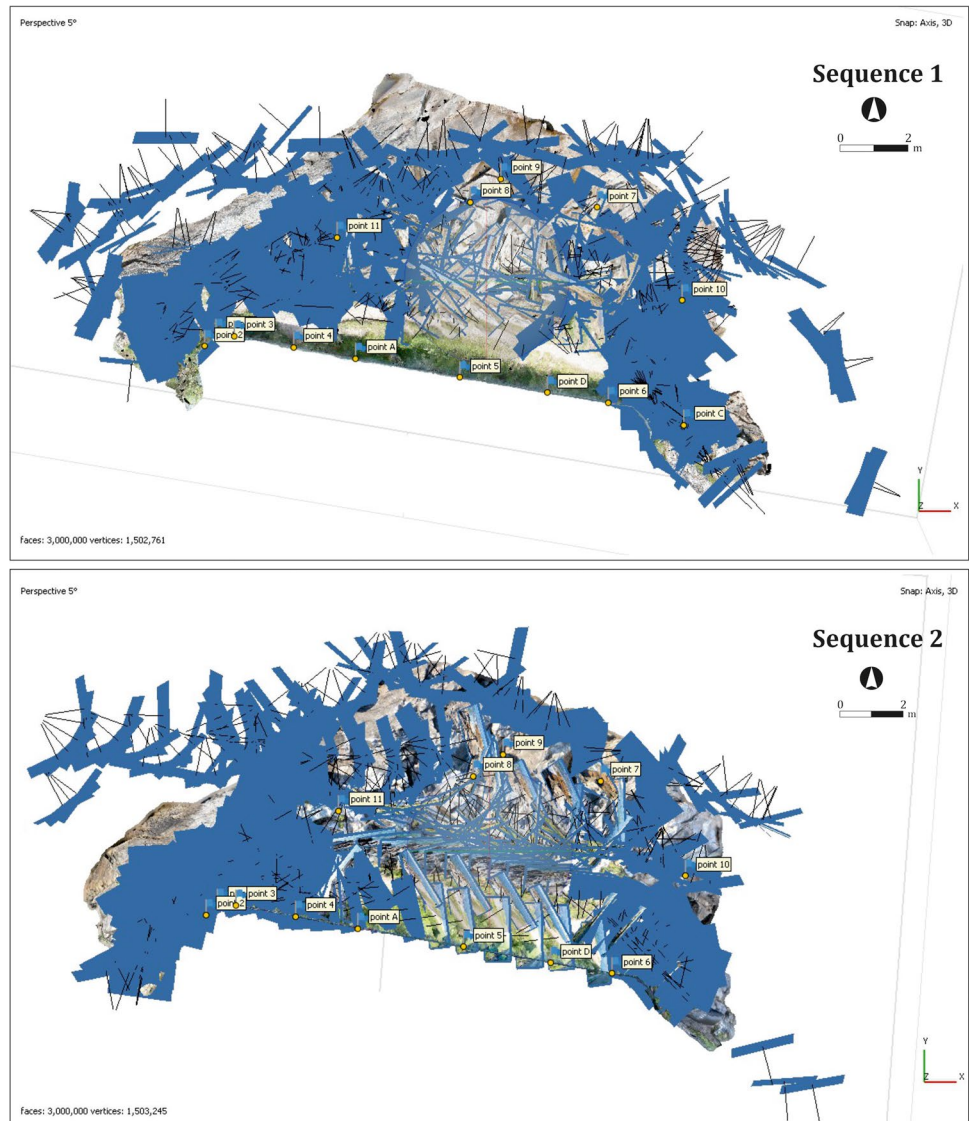 Perspective 5°
Snap: Axis, 3D
Sequence 1
0 2
m
point 9
point 8
point 7
point 11
point 10
point 3
point 2
point 4
point A
point 5
point D
point 6
point C
Y
Z X
faces: 3,000,000 vertices: 1,502,761
Perspective 5°
Snap: Axis, 3D
Sequence 2
0 2
m
point 9
point 8
point 7
point 11
point 10
point 3
point 4
point A
point 5
point D
point 6
Y
Z X
faces: 3,000,000 vertices: 1,503,245